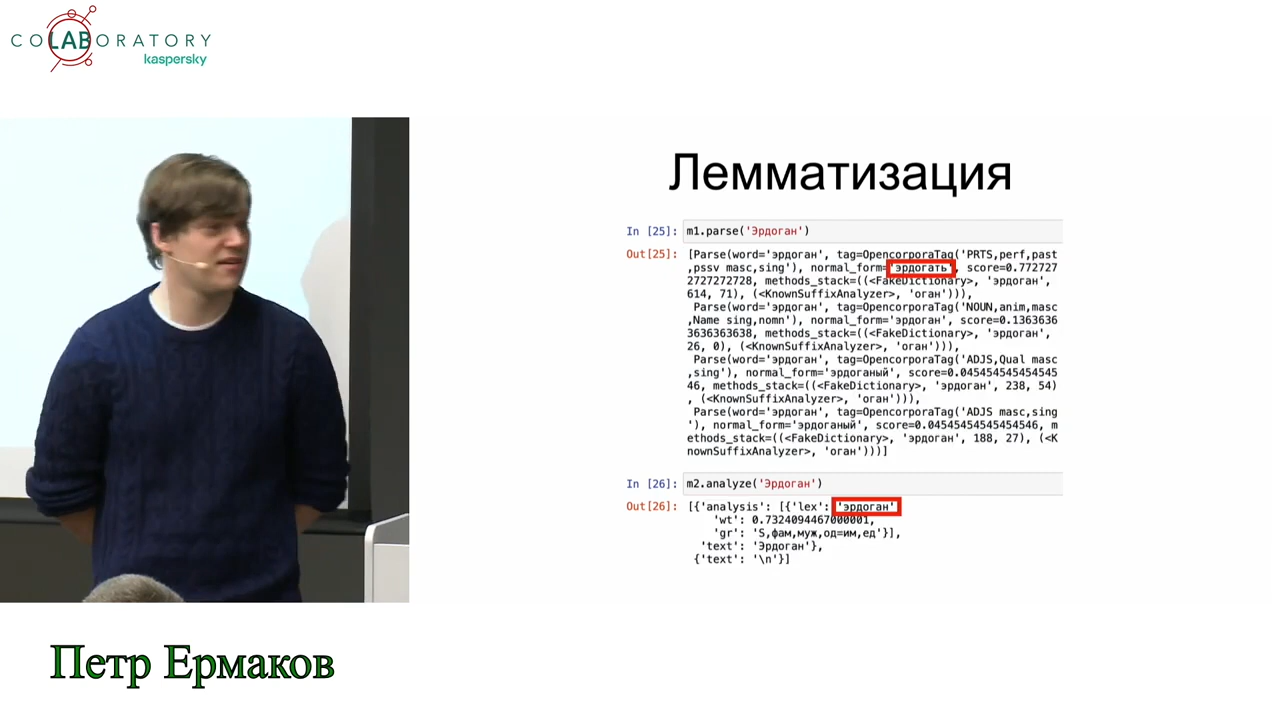 COLABORATORY
kaspersky
Лемматизация
In [25]: m1.parse('Эрдоган')
Out[25]: [Parse(word='эрдоган', tag=OpencorporaTag('PRTS,perf,past
,pssv masc,sing'), normal_form='эрдогать', score=0.772727
2727272728, methods_stack=((<FakeDictionary>, 'эрдоган',
614, 71), (<KnownSuffixAnalyzer>, 'оган'))),
Parse(word='эрдоган', tag=OpencorporaTag('NOUN,anim,masc
,Name sing,nomn'), normal_form='эрдоган', score=0.1363636
3636363638, methods_stack=((<FakeDictionary>, 'эрдоган',
26, 0), (<KnownSuffixAnalyzer>, 'оган'))),
Parse(word='эрдоган', tag=OpencorporaTag('ADJS,Qual masc
,sing'), normal_form='эрдоганый', score=0.045454545454545
46, methods_stack=((<FakeDictionary>, 'эрдоган', 238, 54)
, (<KnownSuffixAnalyzer>, 'оган'))),
Parse(word='эрдоган', tag=OpencorporaTag('ADJS masc,sing
'), normal_form='эрдоганый', score=0.04545454545454546, m
ethods_stack=((<FakeDictionary>, 'эрдоган', 188, 27), (<K
nownSuffixAnalyzer>, 'оган')))]
In [26]: m2.analyze('Эрдоган')
Out[26]: [{'analysis': [{'lex': 'эрдоган',
'wt': 0.7324094467000001,
'gr': 'S,фам,муж,од=им,ед'}],
'text': 'Эрдоган'},
{'text': '\n'}]
Петр Ермаков